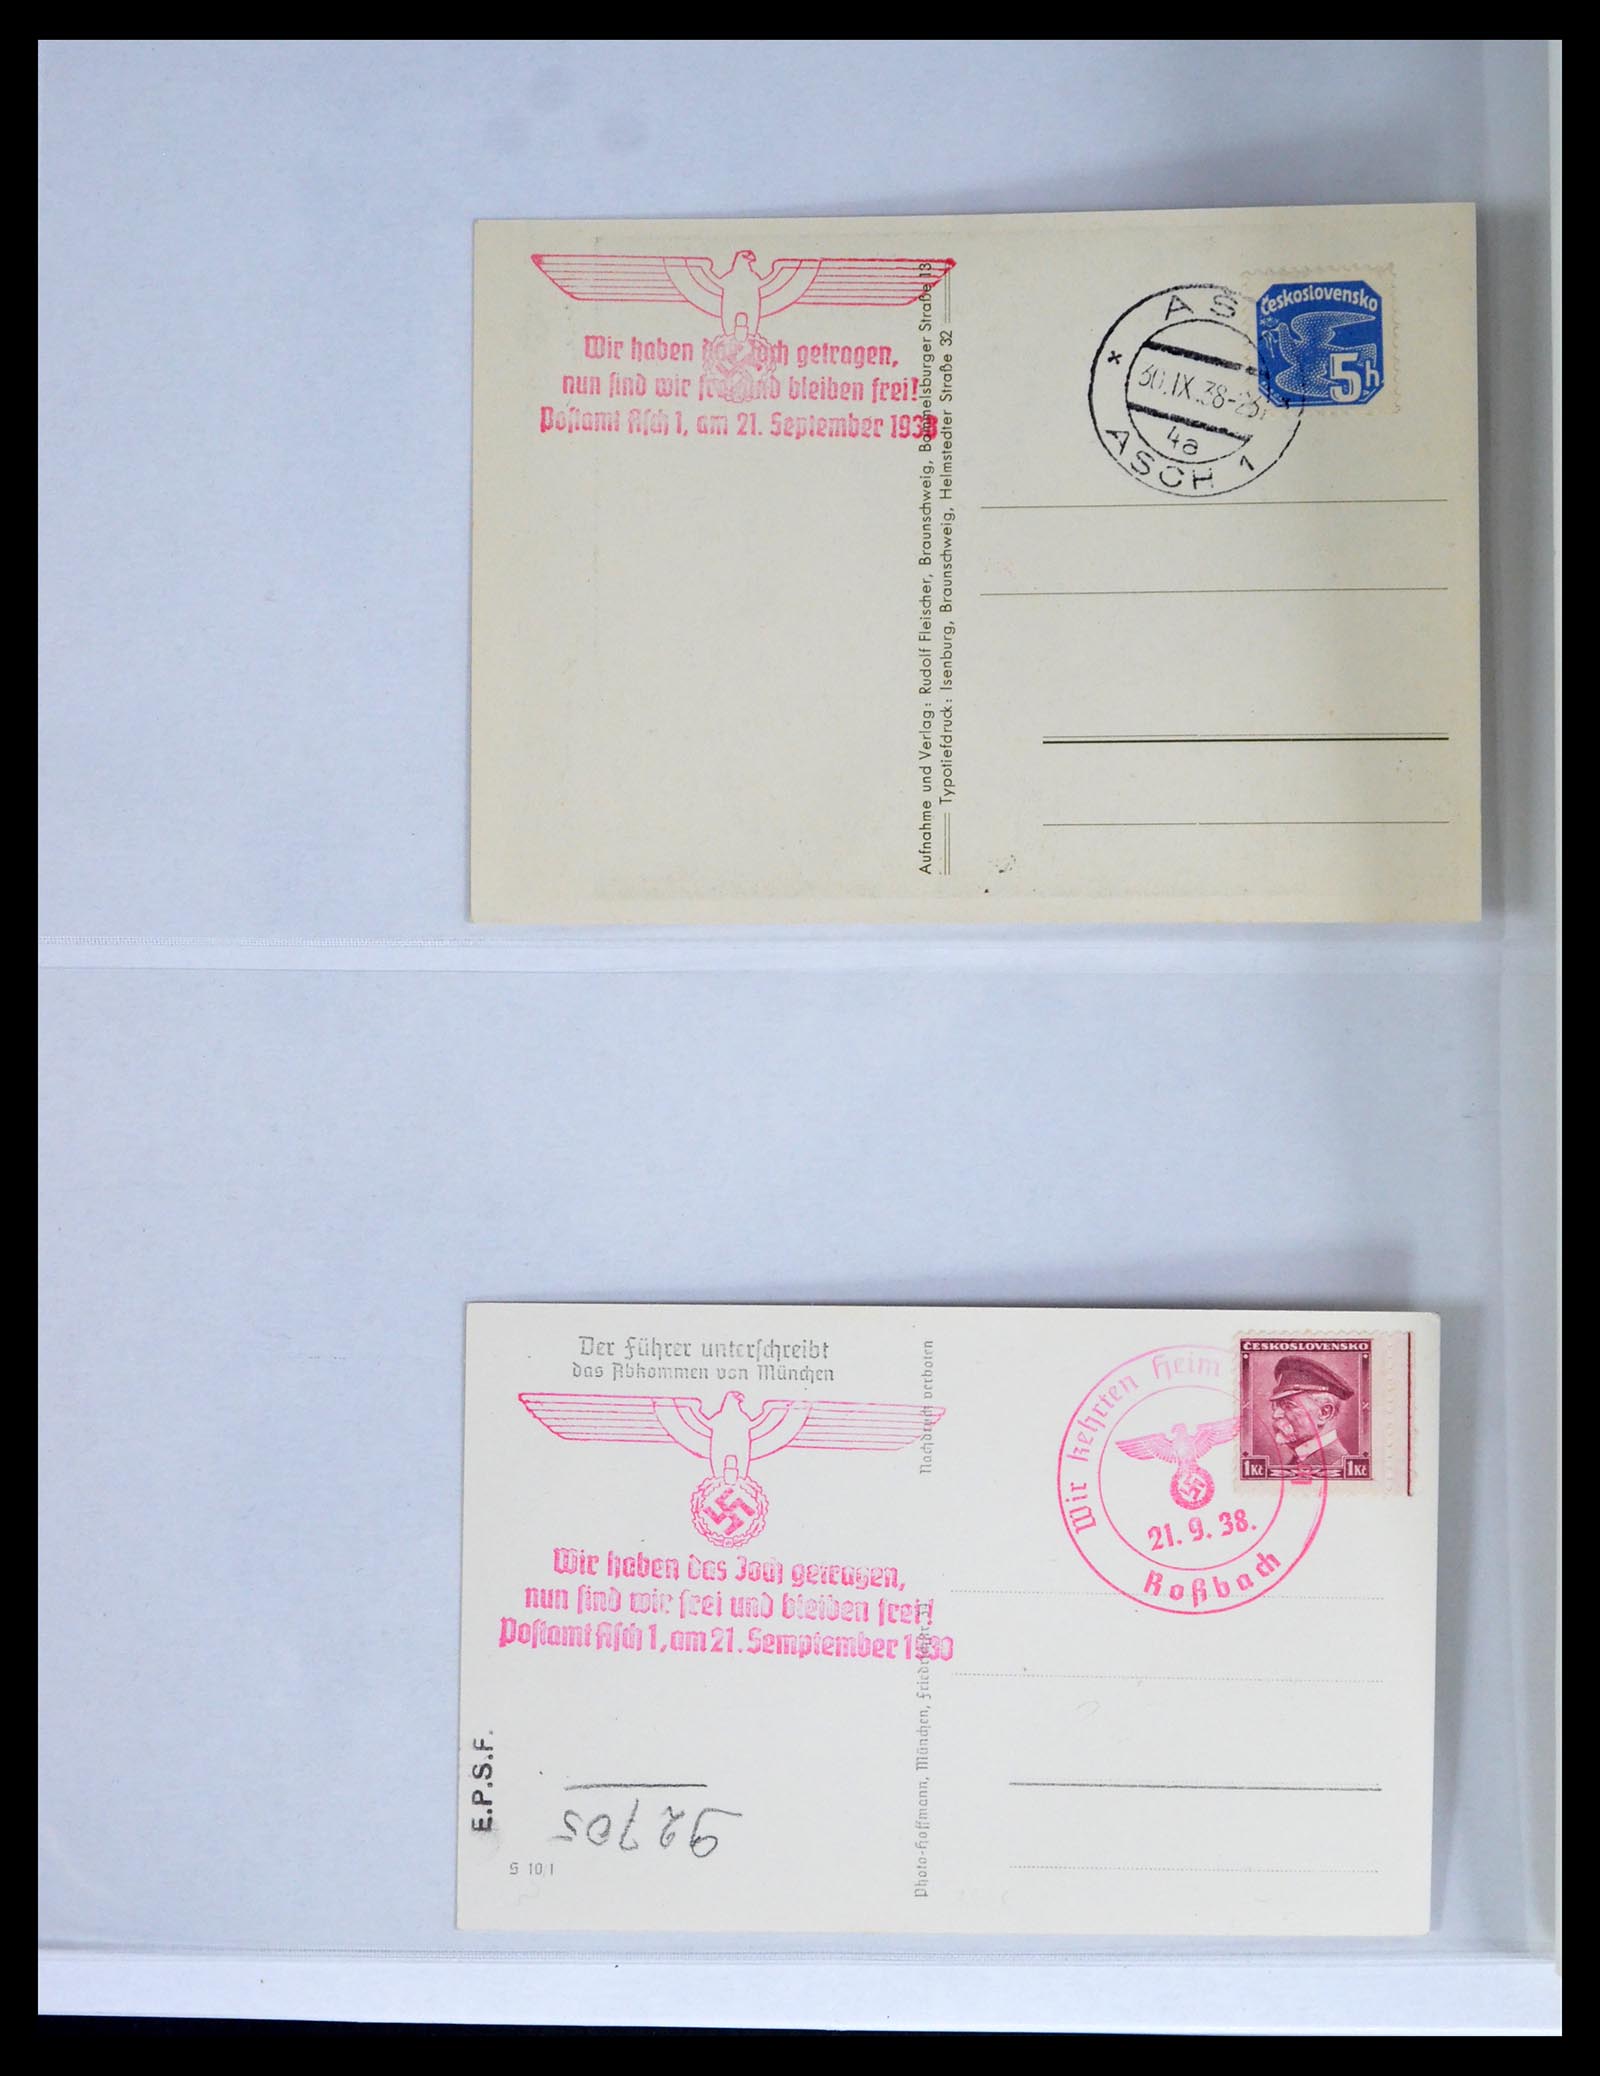 Wir haben das Joch getragen,
nun sind wir frei und bleiben frei!
Postamt Asch 1, am 21. September 1938
Aufnahme und Verlag: Rudolf Fleischer, Braunschweig, Bammelsburger Straße 13
Typotiefdruck: Isenburg, Braunschweig, Helmstedter Straße 32
AŠ
30.IX.38-
4a
ASCH 1
Československo
5h
Der Führer unterschreibt
das Abkommen von München
Wir haben das Joch getragen,
nun sind wir frei und bleiben frei!
Postamt Asch 1, am 21. Semptember 1938
Nachdruck verboten
Photo-Hoffmann, München, Friedrichstr.
Wir kehrten heim
21. 9. 38.
Roßbach
ČESKOSLOVENSKO
1Kč 1Kč
E.P.S.F.
92705
S 10/1